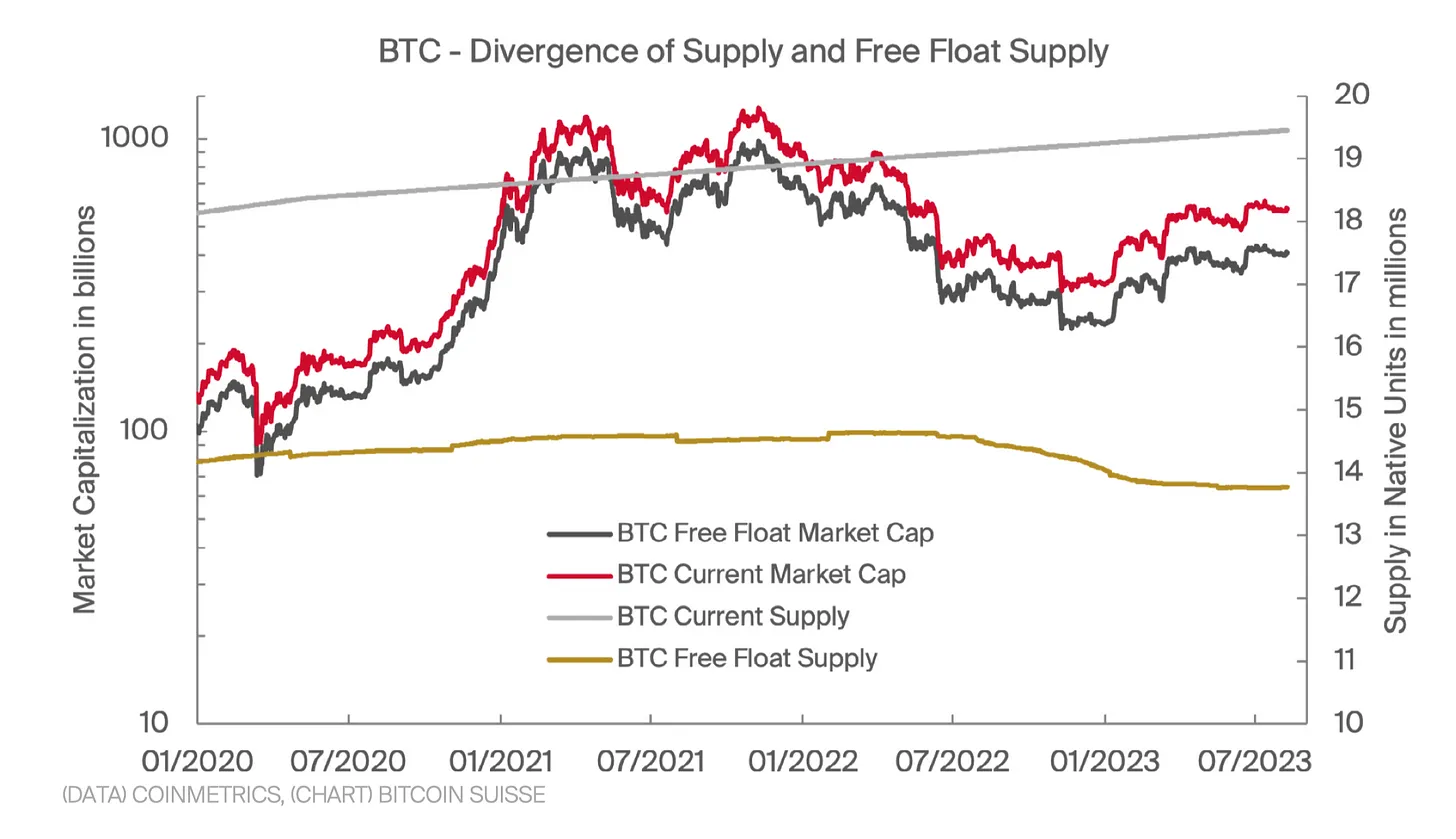 BTC - Divergence of Supply and Free Float Supply
Market Capitalization in billions
1000
100
10
20
19
18
17
16
15
14
13
12
11
10
Supply in Native Units in millions
BTC Free Float Market Cap
BTC Current Market Cap
BTC Current Supply
BTC Free Float Supply
01/2020 07/2020 01/2021 07/2021 01/2022 07/2022 01/2023 07/2023
(DATA) COINMETRICS, (CHART) BITCOIN SUISSE